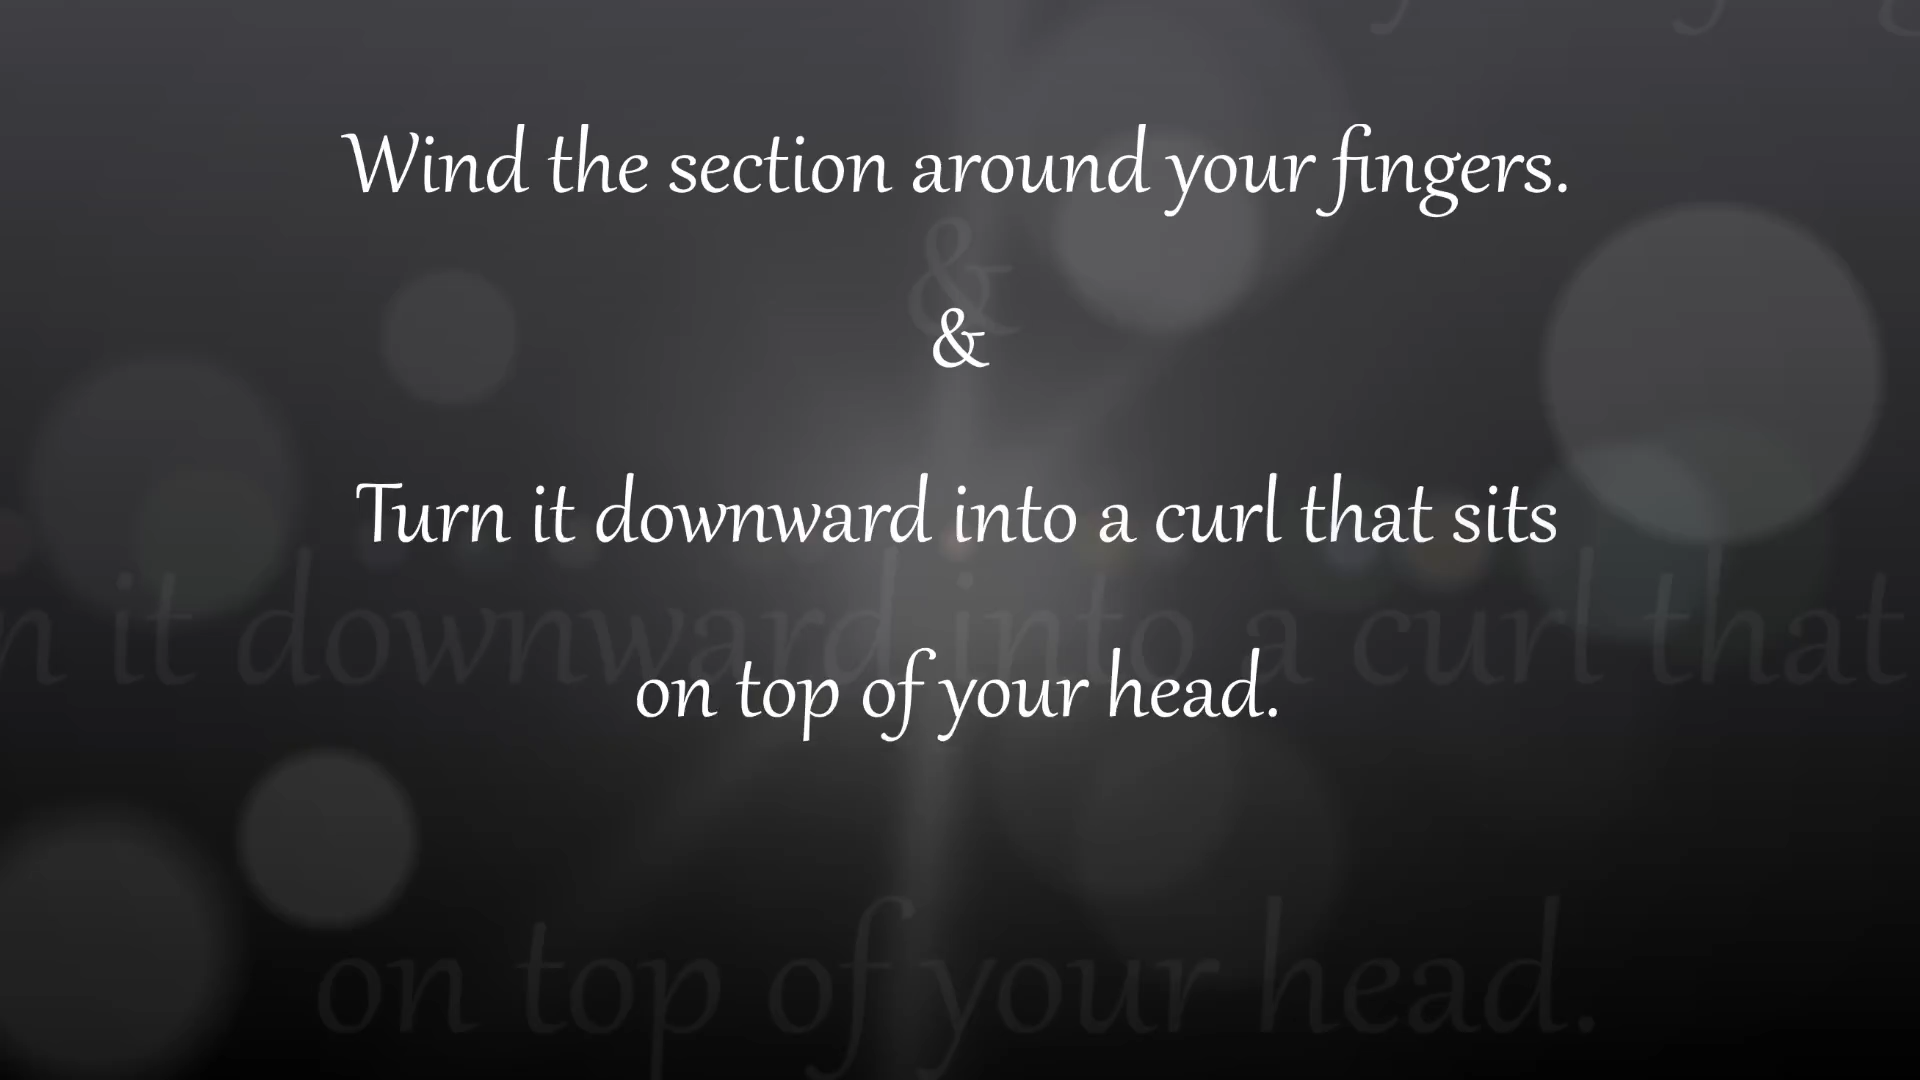 Wind the section around your fingers.
&
Turn it downward into a curl that sits
on top of your head.